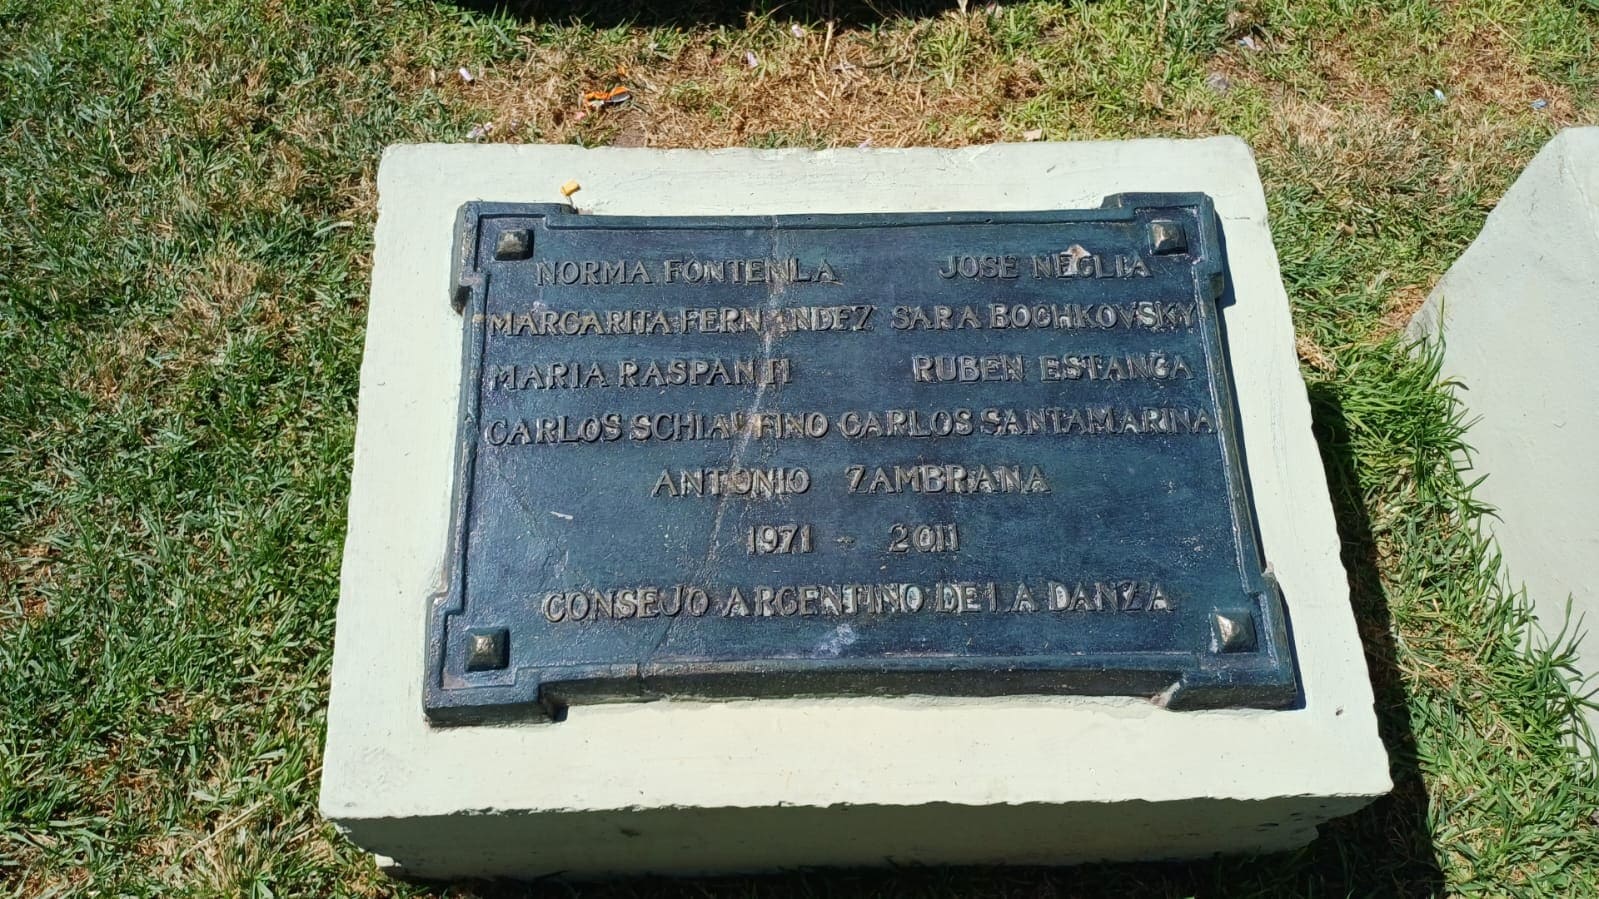 NORMA FONTENLA JOSE NEGLIA
MARGARITA FERNANDEZ SARA BOCHKOVSKY
MARIA RASPANTI RUBEN ESTANGA
CARLOS SCHIAFFINO CARLOS SANTAMARINA
ANTONIO ZAMBRANA
1971 - 2011
CONSEJO ARGENTINO DE LA DANZA